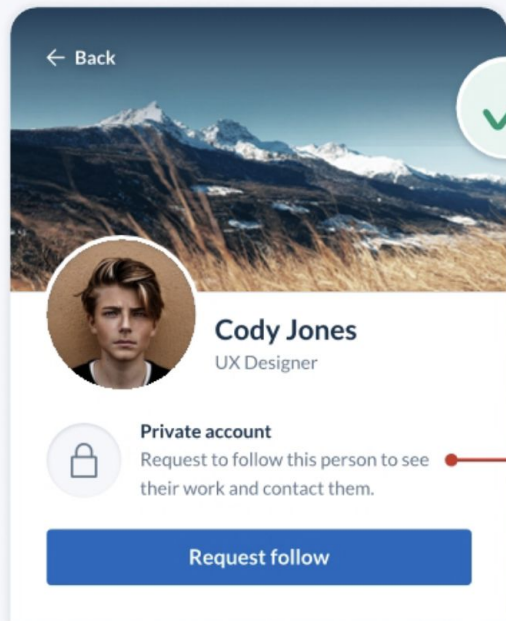 Back
Cody Jones
UX Designer
Private account
Request to follow this person to see
their work and contact them.
Request follow